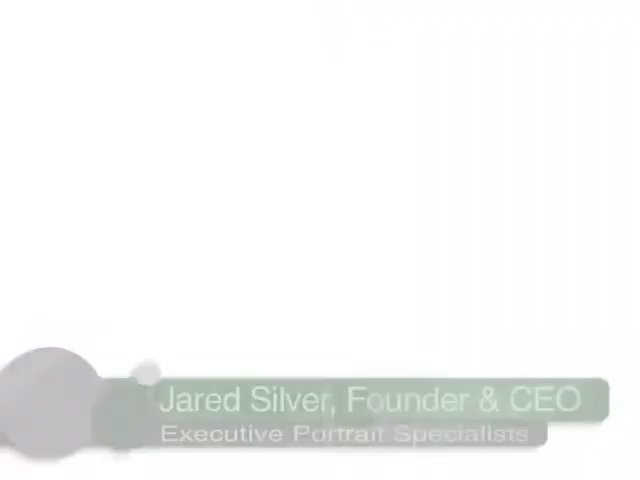 Jared Silver, Founder & CEO
Executive Portrait Specialists